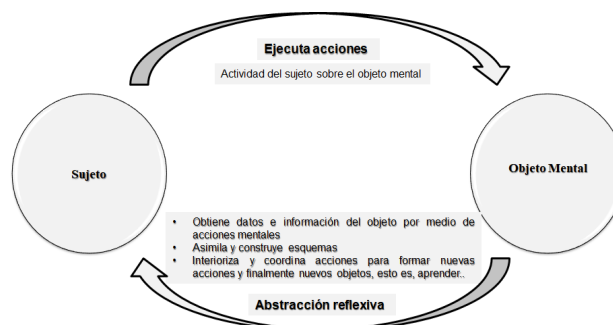 Ejecuta acciones
Actividad del sujeto sobre el objeto mental
Sujeto
Objeto Mental
• Obtiene datos e información del objeto por medio de
acciones mentales
• Asimila y construye esquemas
• Interioriza y coordina acciones para formar nuevas
acciones y finalmente nuevos objetos, esto es, aprender..
Abstracción reflexiva